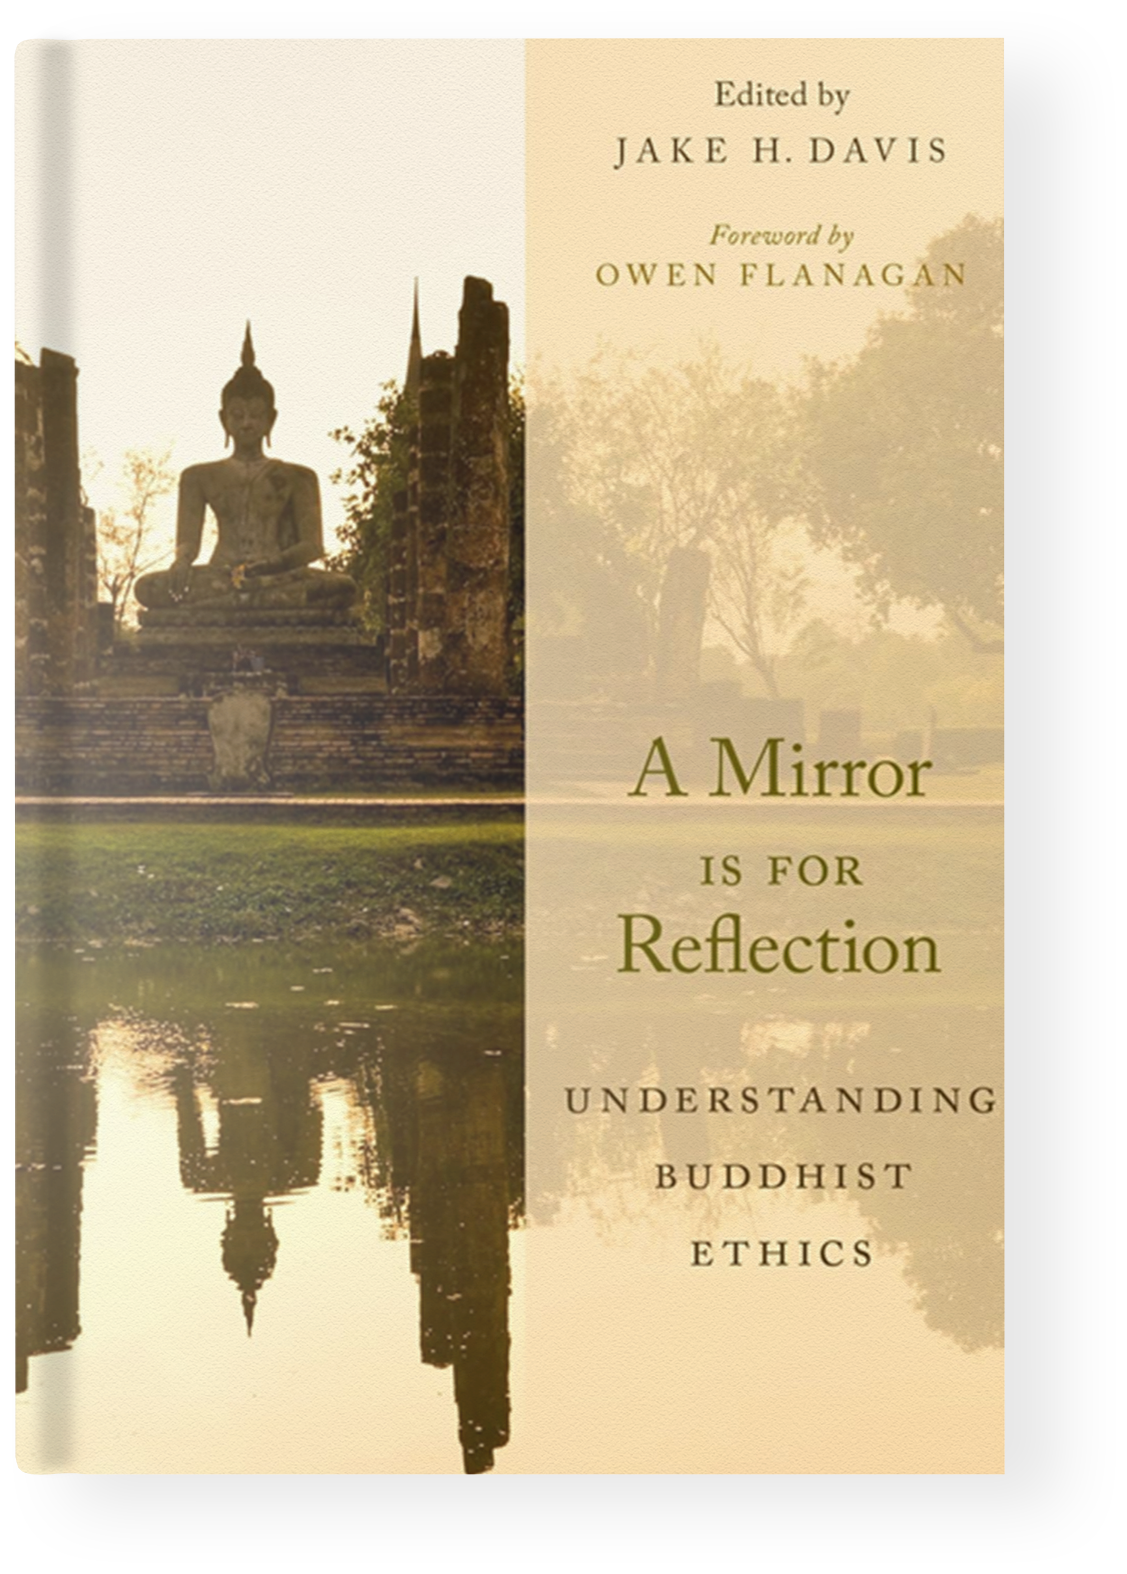 Edited by
JAKE H. DAVIS
Foreword by
OWEN FLANAGAN
A Mirror
IS FOR
Reflection
UNDERSTANDING
BUDDHIST
ETHICS